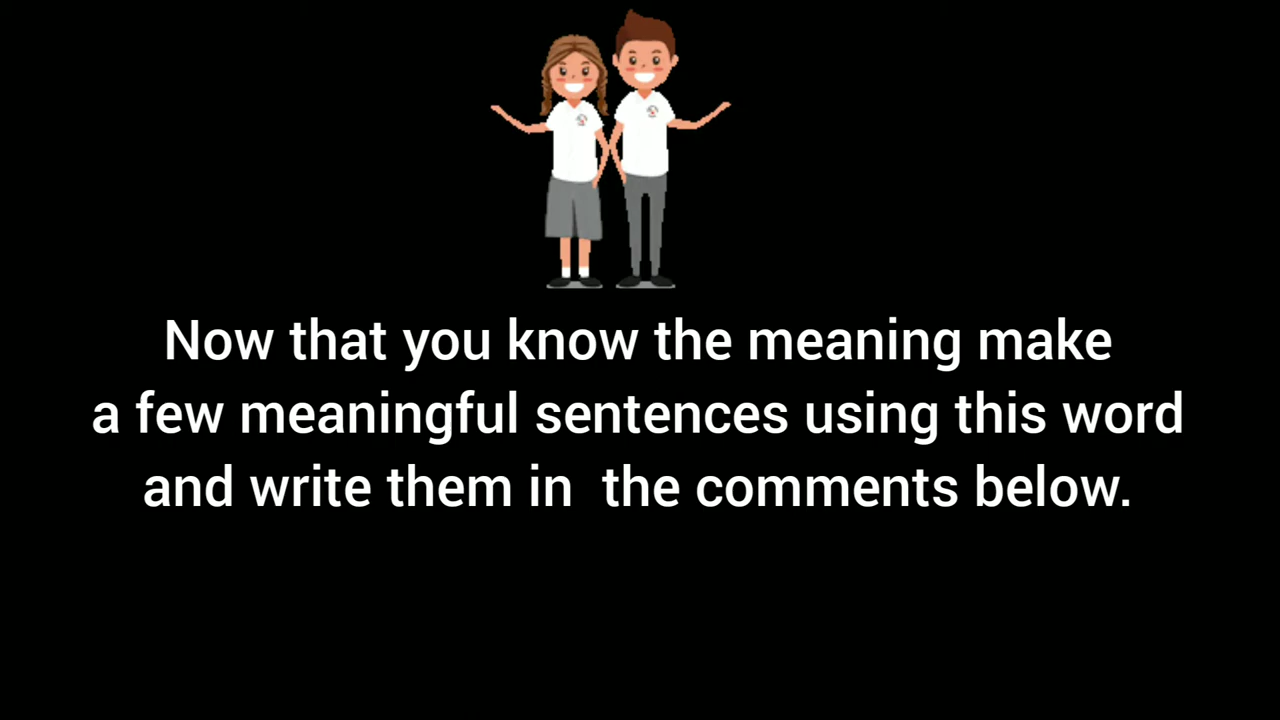 Now that you know the meaning make
a few meaningful sentences using this word
and write them in  the comments below.